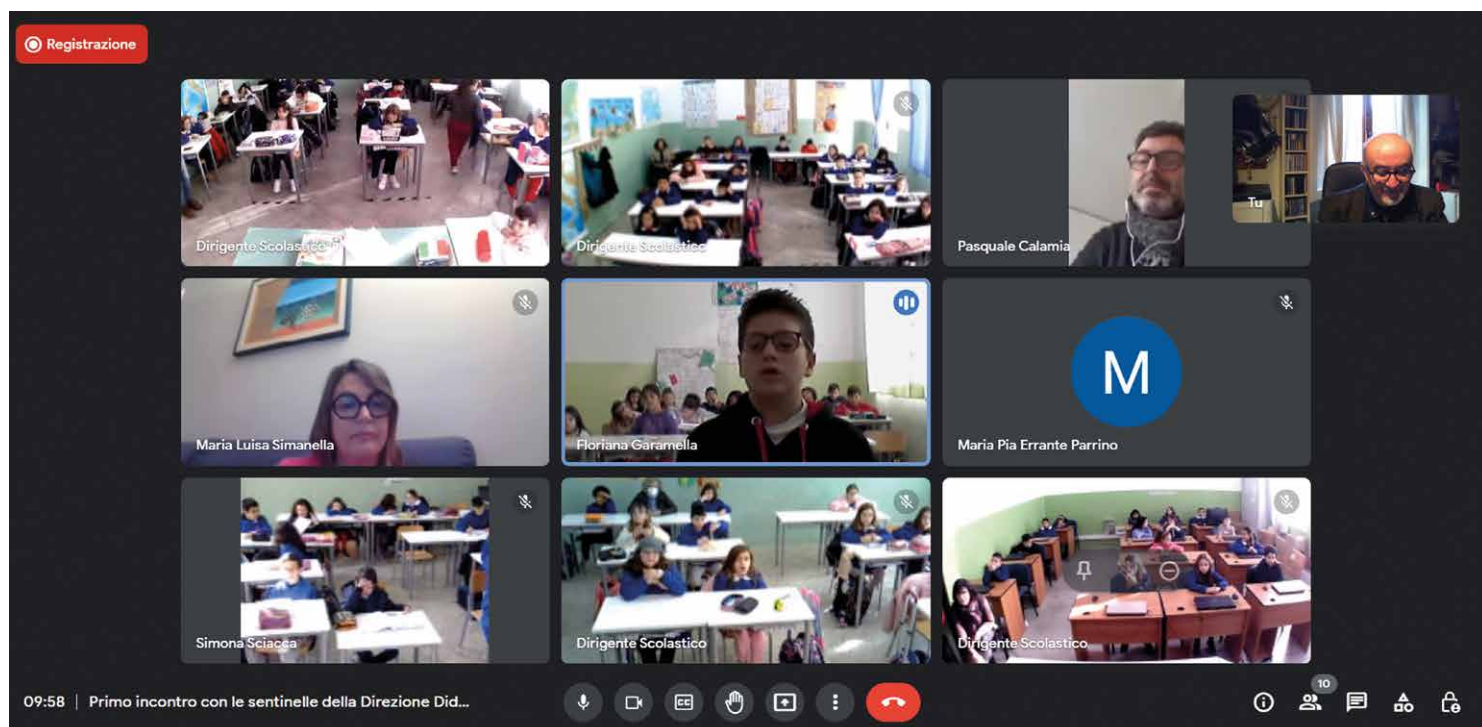 Registrazione
Dirigente Scolastico
Dirigente Scolastico
Pasquale Calamia
Tu
Maria Luisa Simanella
Floriana Garamella
M
Maria Pia Errante Parrino
Simona Sciacca
Dirigente Scolastico
Dirigente Scolastico
09:58 | Primo incontro con le sentinelle della Direzione Did...
CC
10